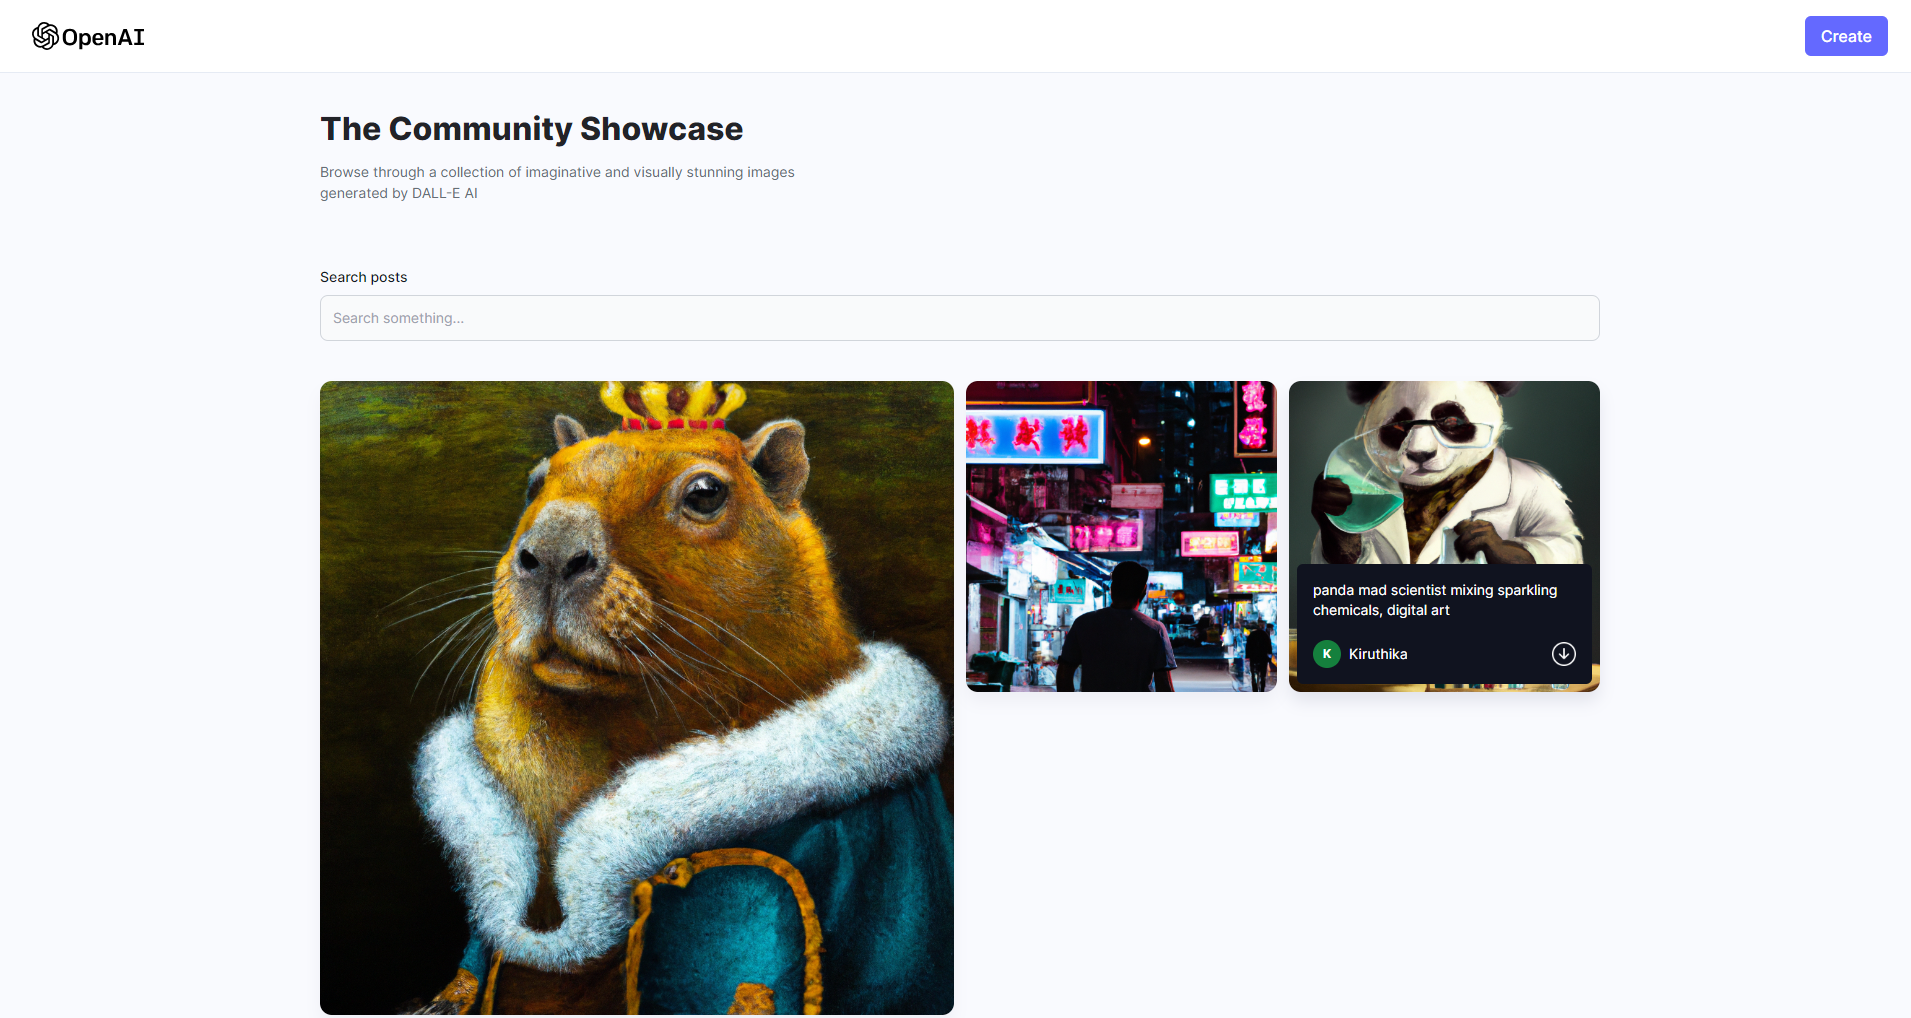 OpenAI
Create
The Community Showcase
Browse through a collection of imaginative and visually stunning images
generated by DALL-E AI
Search posts
Search something...
panda mad scientist mixing sparkling
chemicals, digital art
K
Kiruthika